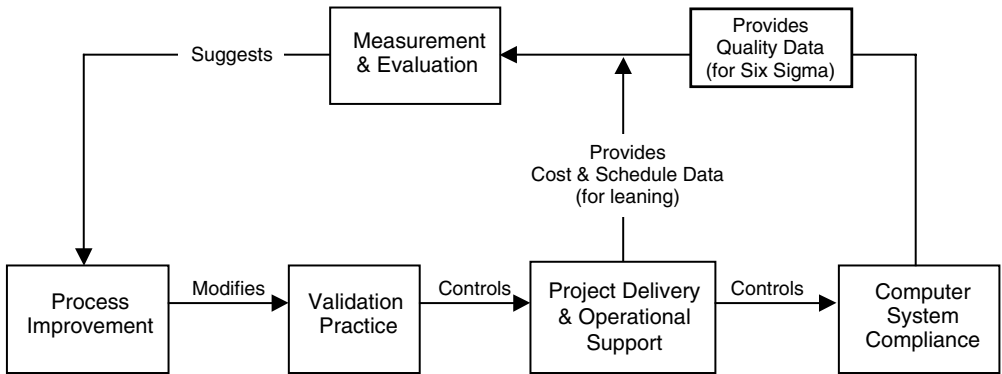 Suggests
Measurement
& Evaluation
Provides
Quality Data
(for Six Sigma)
Provides
Cost & Schedule Data
(for leaning)
Process
Improvement
Modifies
Validation
Practice
Controls
Project Delivery
& Operational
Support
Controls
Computer
System
Compliance